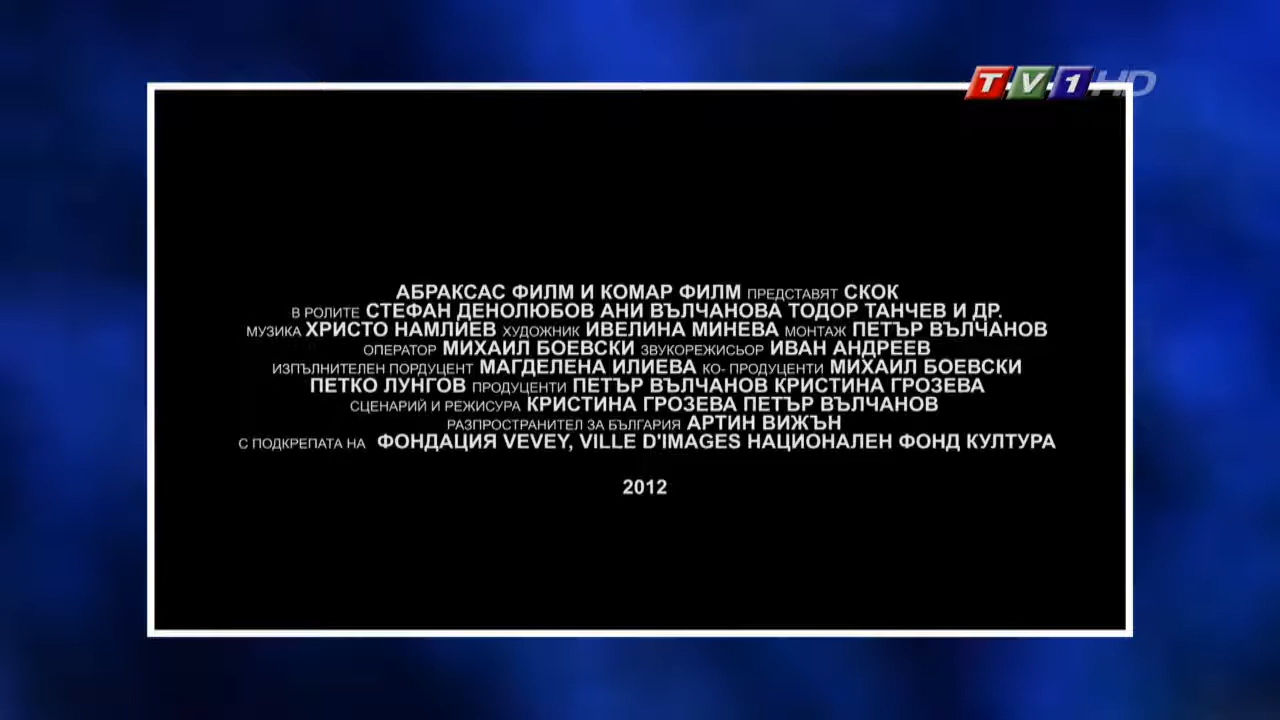 TV1HD
АБРАКСАС ФИЛМ И КОМАР ФИЛМ ПРЕДСТАВЯТ СКОК
В РОЛИТЕ СТЕФАН ДЕНОЛЮБОВ АНИ ВЪЛЧАНОВА ТОДОР ТАНЧЕВ И ДР.
МУЗИКА ХРИСТО НАМЛИЕВ ХУДОЖНИК ИВЕЛИНА МИНЕВА МОНТАЖ ПЕТЪР ВЪЛЧАНОВ
ОПЕРАТОР МИХАИЛ БОЕВСКИ ЗВУКОРЕЖИСЬОР ИВАН АНДРЕЕВ
ИЗПЪЛНИТЕЛЕН ПОРДУЦЕНТ МАГДЕЛЕНА ИЛИЕВА КО- ПРОДУЦЕНТИ МИХАИЛ БОЕВСКИ
ПЕТКО ЛУНГОВ ПРОДУЦЕНТИ ПЕТЪР ВЪЛЧАНОВ КРИСТИНА ГРОЗЕВА
СЦЕНАРИЙ И РЕЖИСУРА КРИСТИНА ГРОЗЕВА ПЕТЪР ВЪЛЧАНОВ
РАЗПРОСТРАНИТЕЛ ЗА БЪЛГАРИЯ АРТИН ВИЖЪН
С ПОДКРЕПАТА НА ФОНДАЦИЯ VEVEY, VILLE D'IMAGES НАЦИОНАЛЕН ФОНД КУЛТУРА
2012